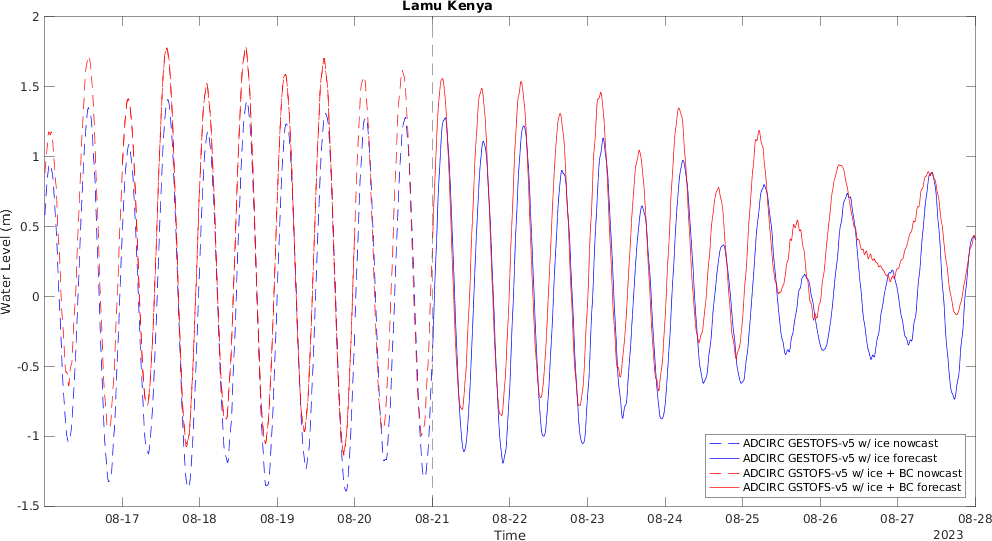 Lamu Kenya
2
1.5
1
0.5
0
-0.5
-1
-1.5
Water Level (m)
ADCIRC GESTOFS-v5 w/ ice nowcast
ADCIRC GESTOFS-v5 w/ ice forecast
ADCIRC GSTOFS-v5 w/ ice + BC nowcast
ADCIRC GSTOFS-v5 w/ ice + BC forecast
08-17 08-18 08-19 08-20 08-21 08-22 08-23 08-24 08-25 08-26 08-27 08-28
Time
2023